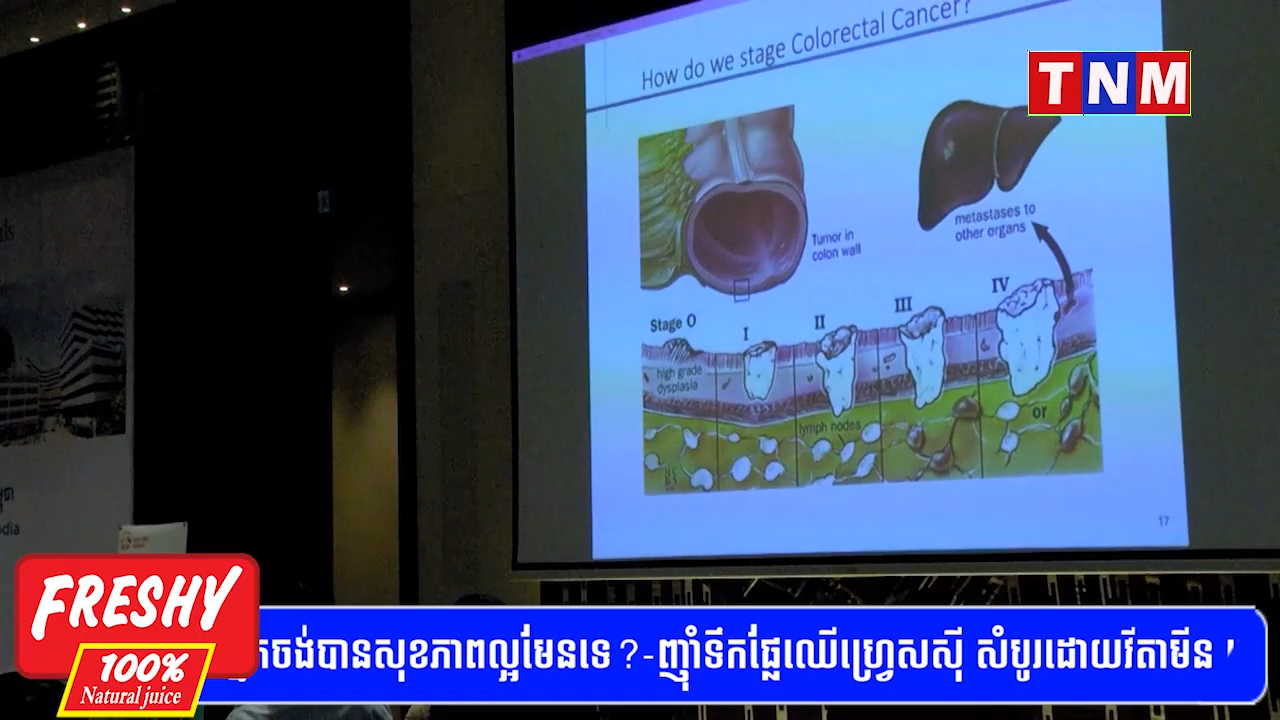 How do we stage Colorectal Cancer?
TNM
Tumor in
colon wall
metastases to
other organs
Stage 0
I
II
III
IV
high grade
dysplasia
lymph nodes
or
17
FRESHY
100%
Natural juice
ចង់បានសុខភាពល្អមែនទេ?-ញ៉ាំទឹកផ្លែឈើហ្វ្រេសស៊ី សំបូរដោយវីតាមីន